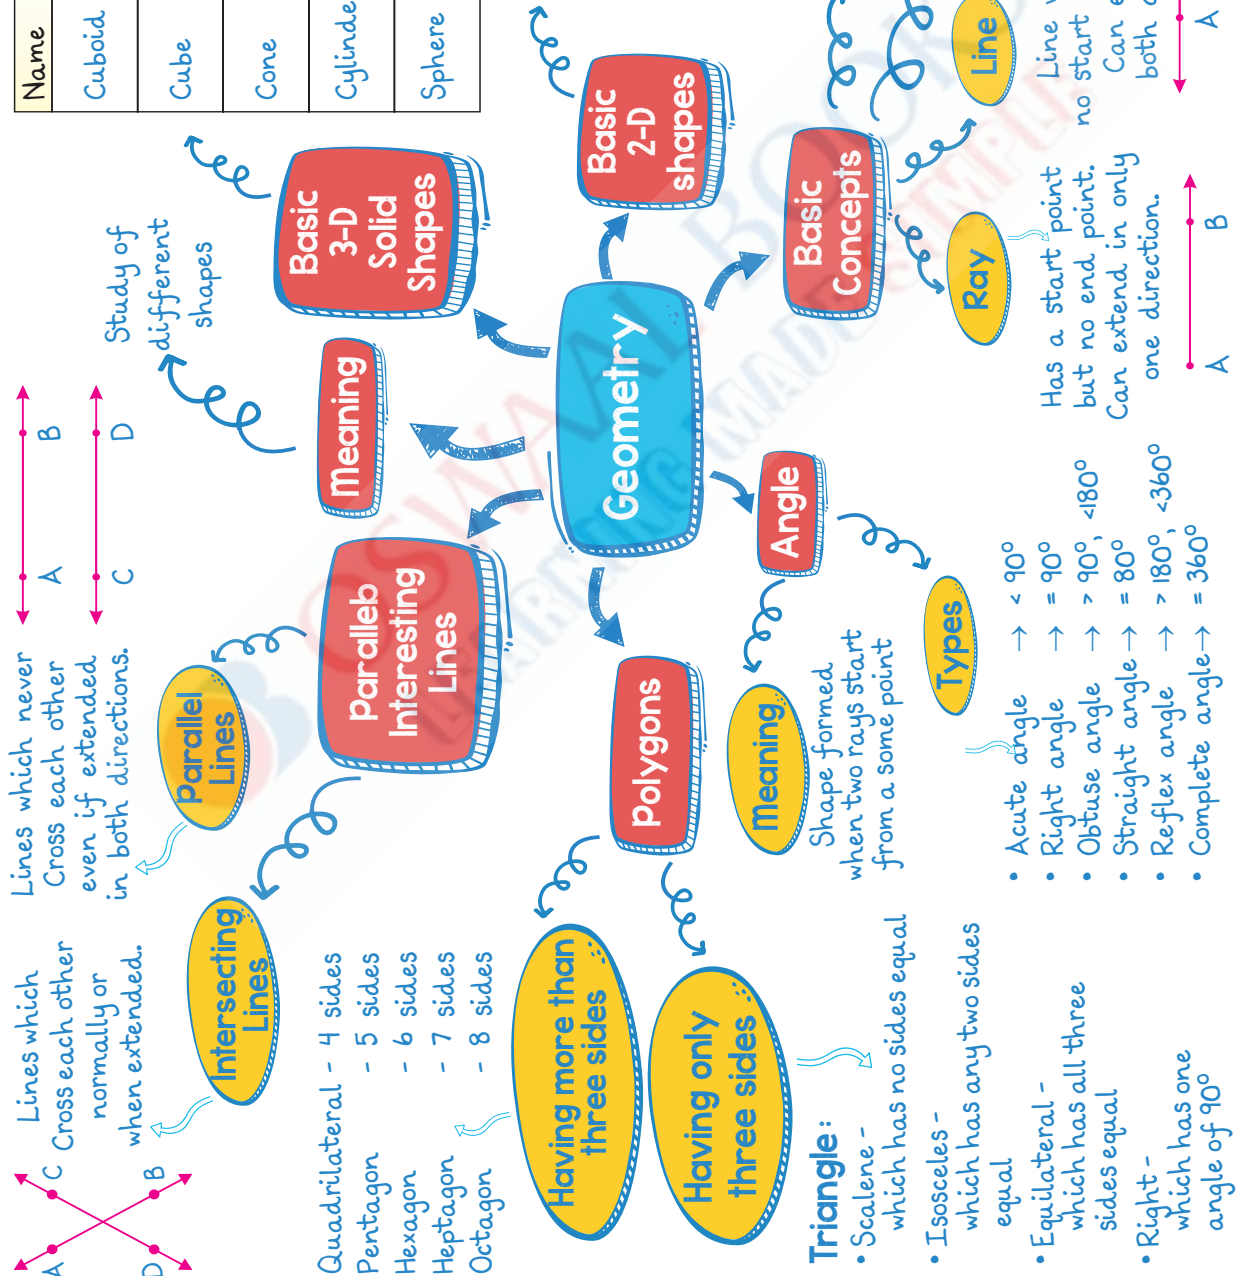 Lines which
Cross each other
normally or
when extended.
A
C
D
B
Intersecting
Lines
Lines which never
Cross each other
even if extended
in both directions.
Parallel
Lines
A
B
C
D
Paralleb
Interesting
Lines
Study of
different
shapes
Meaning
Basic
3-D
Solid
Shapes
Name
Cuboid
Cube
Cone
Cylinde
Sphere
Quadrilateral - 4 sides
Pentagon - 5 sides
Hexagon - 6 sides
Heptagon - 7 sides
Octagon - 8 sides
Having more than
three sides
Having only
three sides
Polygons
Geometry
Basic
2-D
shapes
Basic
Concepts
Angle
Meaning
Shape formed
when two rays start
from a some point
Types
• Acute angle → < 90°
• Right angle → = 90°
• Obtuse angle → > 90°, <180°
• Straight angle → = 80°
• Reflex angle → > 180°, <360°
• Complete angle → = 360°
Triangle:
• Scalene -
which has no sides equal
• Isosceles -
which has any two sides
equal
• Equilateral -
which has all three
sides equal
• Right -
which has one
angle of 90°
Ray
Has a start point
but no end point.
Can extend in only
one direction.
A
B
Line
Line
no start
Can
both
A
OSWAAL BOOKS
LEARNING MADE SIMPLE